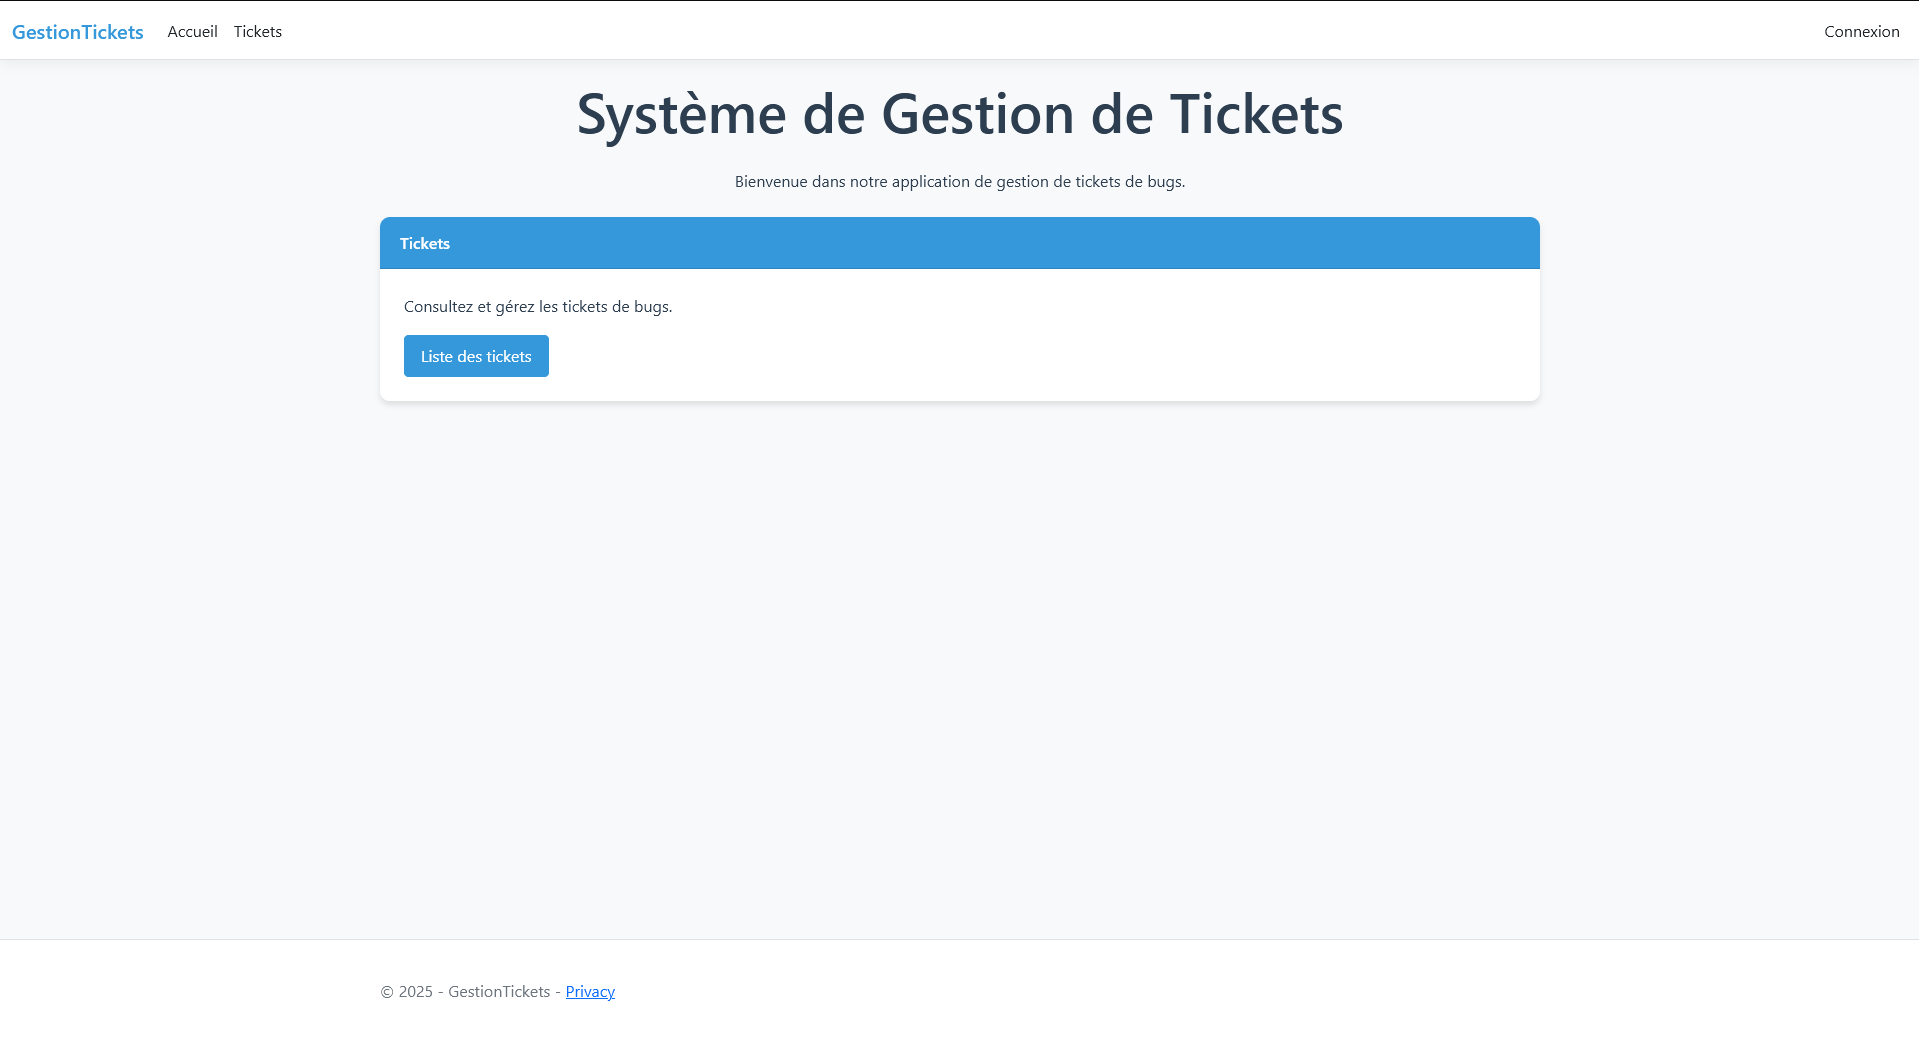 GestionTickets Accueil Tickets Connexion
Système de Gestion de Tickets
Bienvenue dans notre application de gestion de tickets de bugs.
Tickets
Consultez et gérez les tickets de bugs.
Liste des tickets
© 2025 - GestionTickets - Privacy